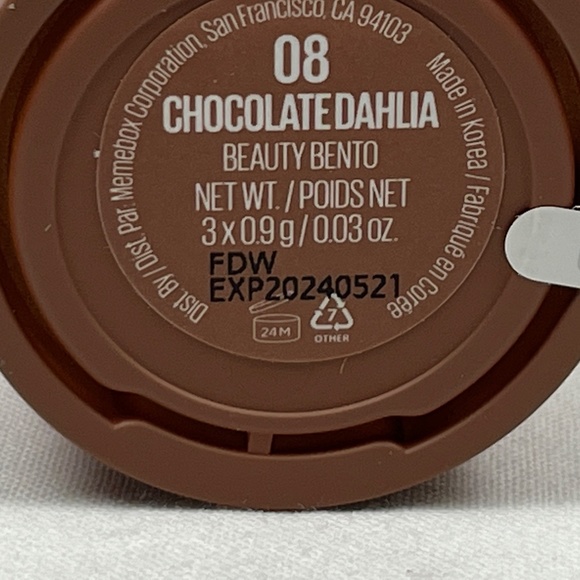 Dist. By / Dist. Par: Memebox Corporation, San Francisco, CA 94103
08
CHOCOLATE DAHLIA
BEAUTY BENTO
NET WT. / POIDS NET
3 x 0.9 g / 0.03 oz.
FDW
EXP20240521
24M
7
OTHER
Made in Korea / Fabriqué en Corée